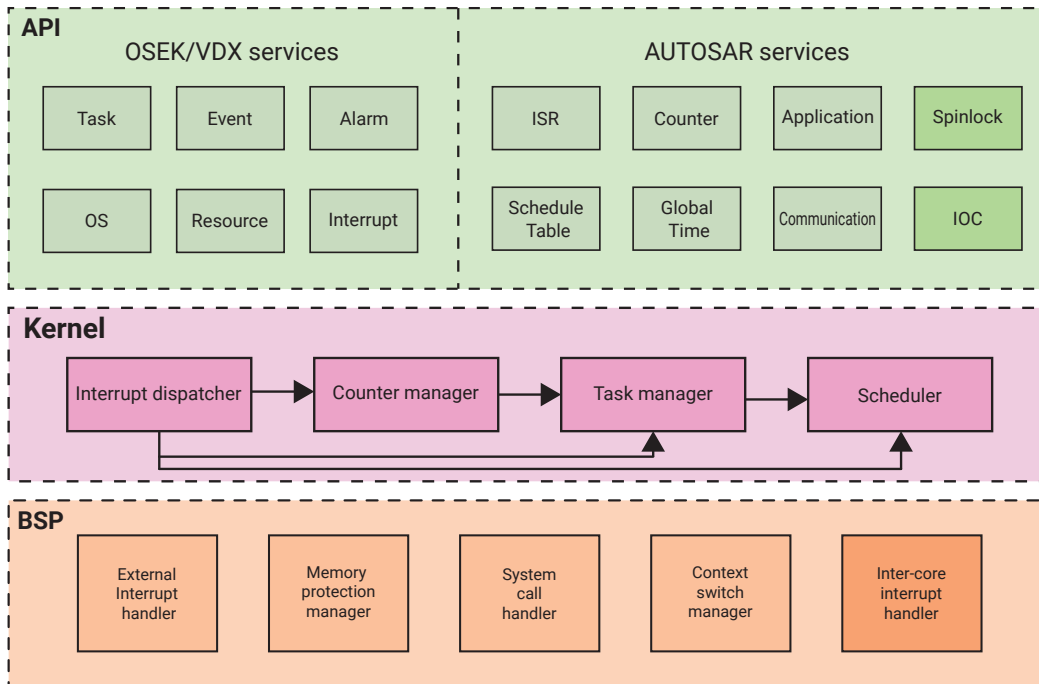 API
OSEK/VDX services
AUTOSAR services
Task
Event
Alarm
ISR
Counter
Application
Spinlock
OS
Resource
Interrupt
Schedule
Table
Global
Time
Communication
IOC
Kernel
Interrupt dispatcher
Counter manager
Task manager
Scheduler
BSP
External
Interrupt
handler
Memory
protection
manager
System
call
handler
Context
switch
manager
Inter-core
interrupt
handler